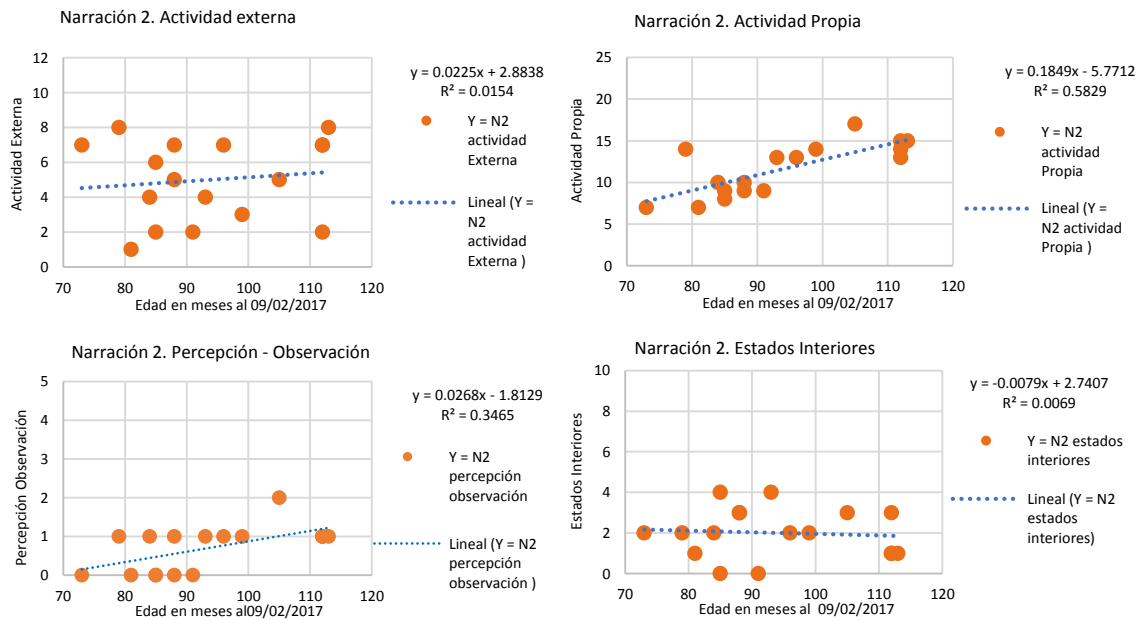 Narración 2. Actividad externa
12
10
8
6
4
2
0
70
80
90
100
110
120
Actividad Externa
Edad en meses al 09/02/2017
y = 0.0225x + 2.8838
R² = 0.0154
Y = N2
actividad
Externa
Lineal (Y =
N2
actividad
Externa )
Narración 2. Actividad Propia
25
20
15
10
5
0
70
80
90
100
110
120
Actividad Propia
Edad en meses al 09/02/2017
y = 0.1849x - 5.7712
R² = 0.5829
Y = N2
actividad
Propia
Lineal (Y =
N2 actividad
Propia )
Narración 2. Percepción - Observación
5
4
3
2
1
0
70
80
90
100
110
120
Percepción Observación
Edad en meses al09/02/2017
y = 0.0268x - 1.8129
R² = 0.3465
Y = N2
percepción
observación
Lineal (Y = N2
percepción
observación )
Narración 2. Estados Interiores
10
8
6
4
2
0
70
80
90
100
110
120
Estados Interiores
Edad en meses al 09/02/2017
y = -0.0079x + 2.7407
R² = 0.0069
Y = N2 estados
interiores
Lineal (Y = N2
estados
interiores)